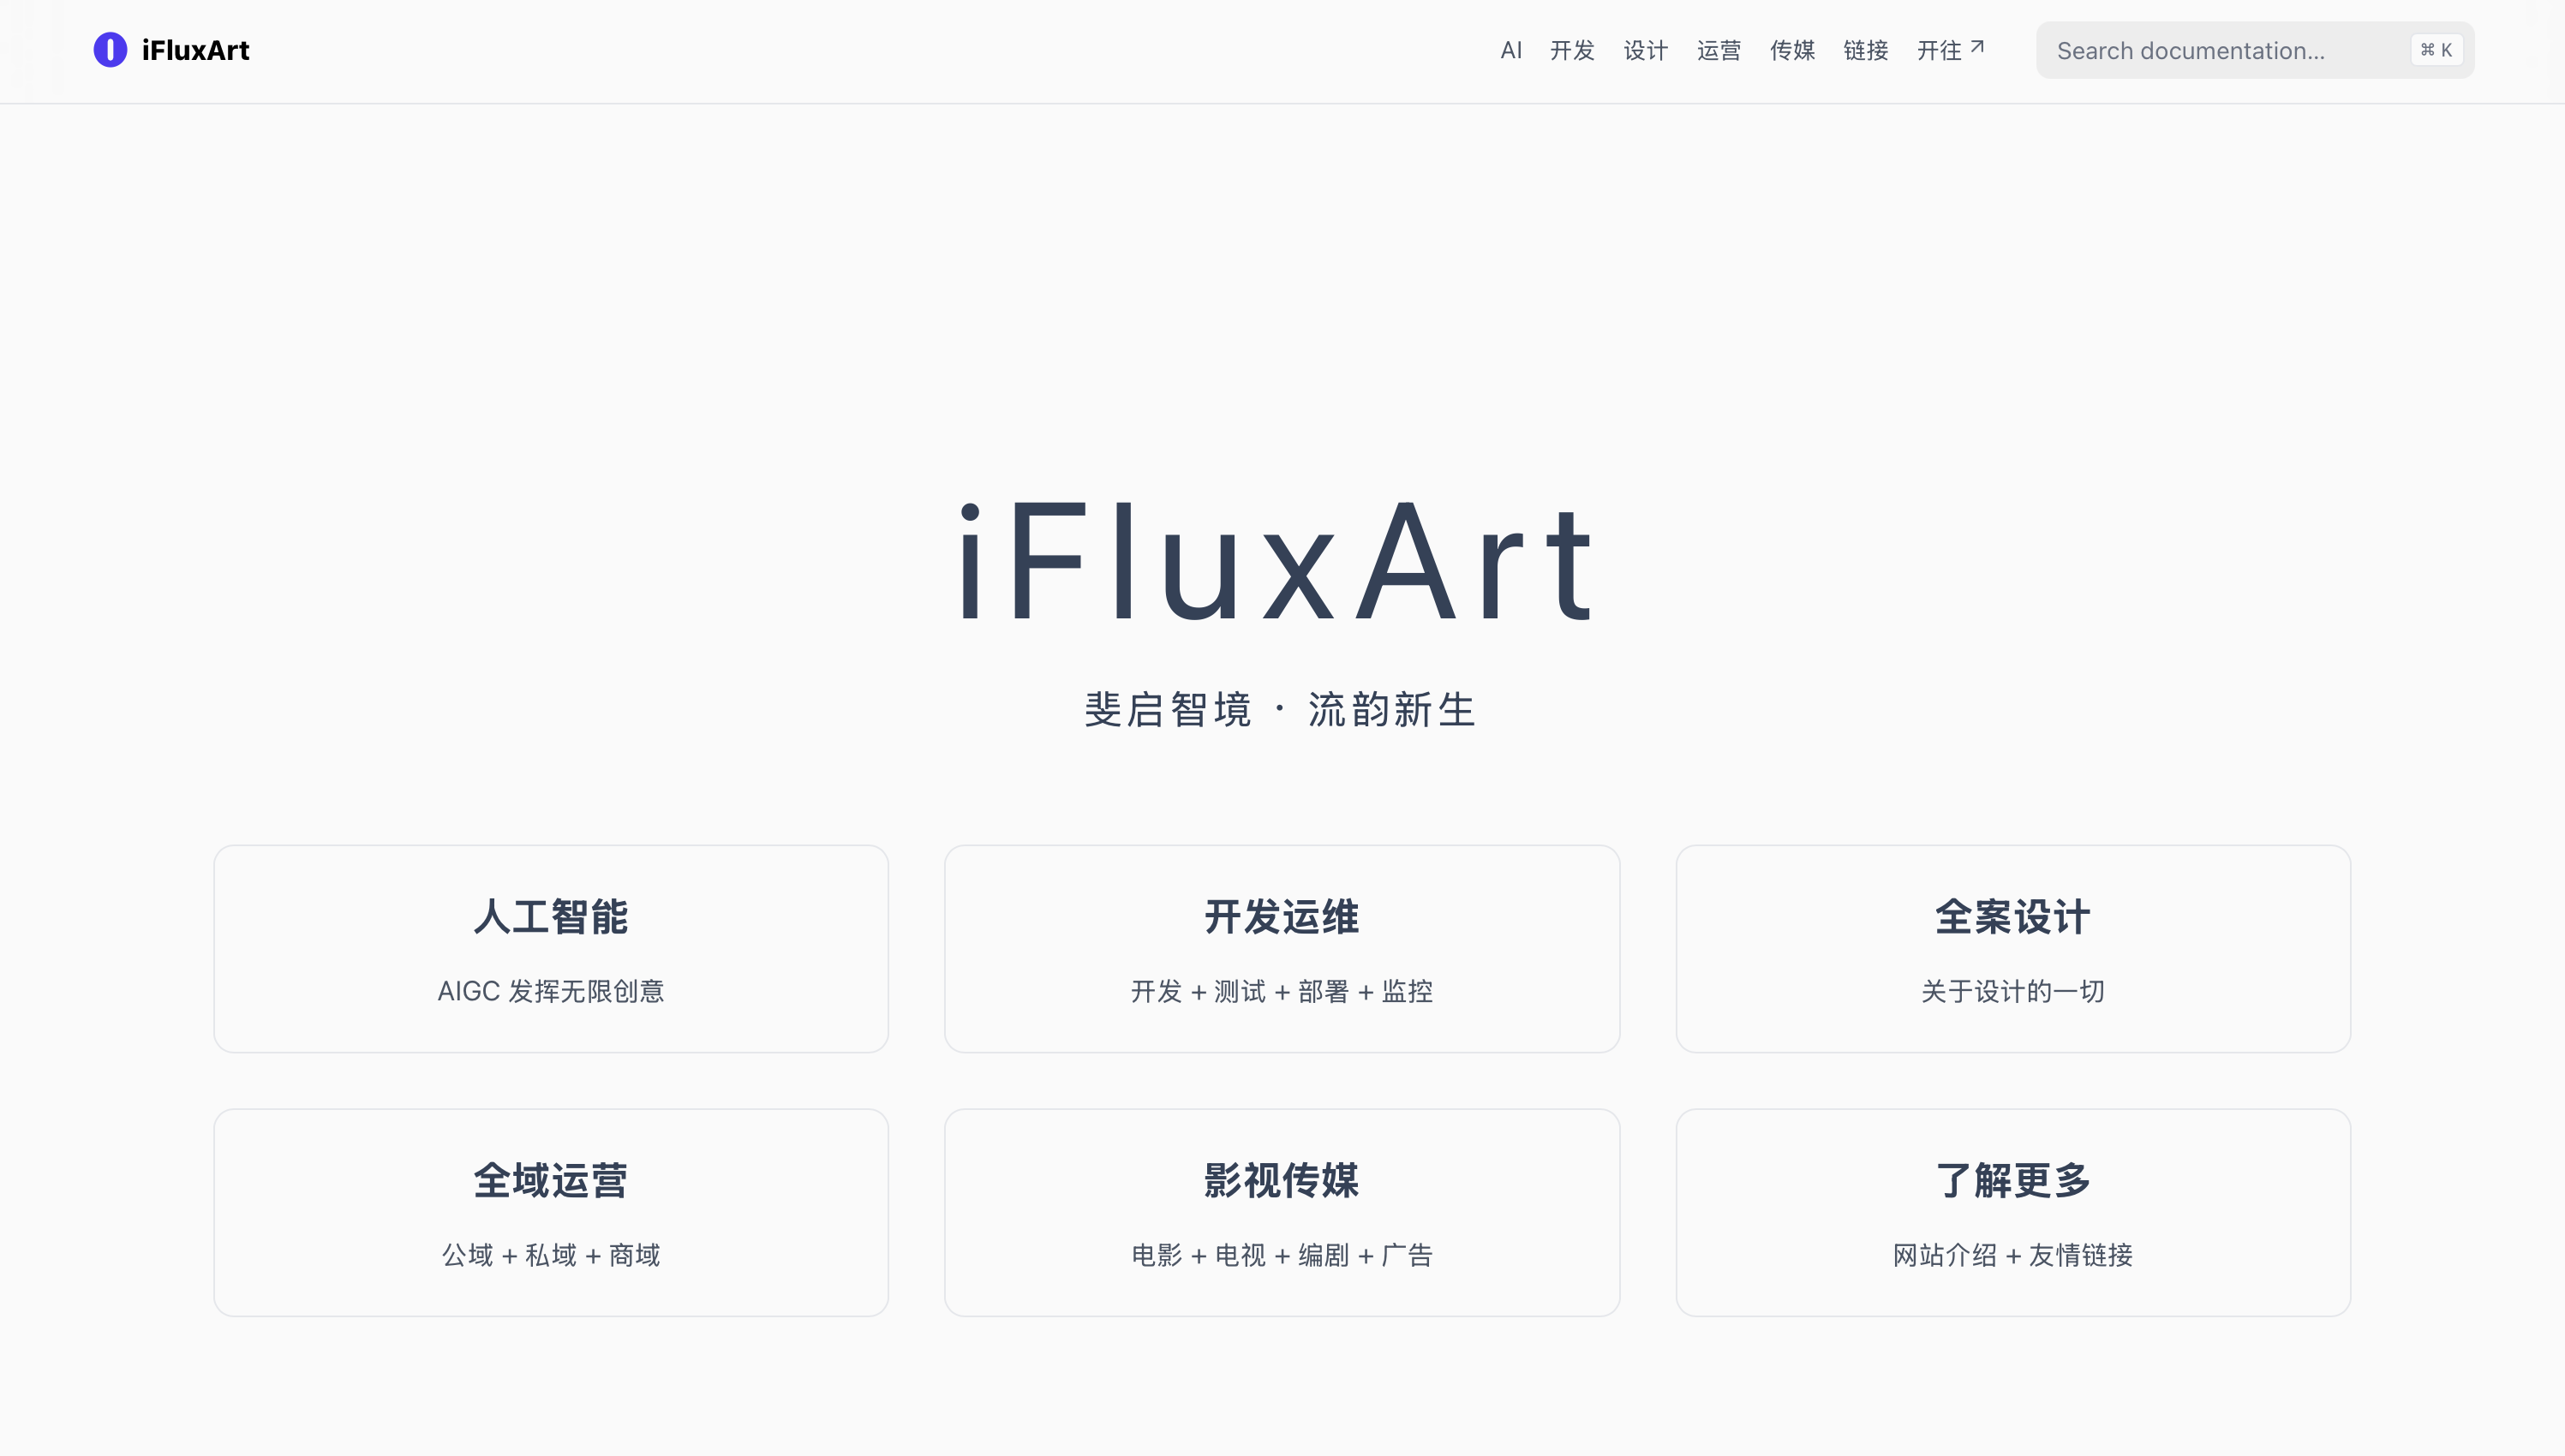 iFluxArt
AI 开发 设计 运营 传媒 链接 开往 ↗
Search documentation... ⌘ K
iFluxArt
斐启智境 · 流韵新生
人工智能
AIGC 发挥无限创意
开发运维
开发 + 测试 + 部署 + 监控
全案设计
关于设计的一切
全域运营
公域 + 私域 + 商域
影视传媒
电影 + 电视 + 编剧 + 广告
了解更多
网站介绍 + 友情链接